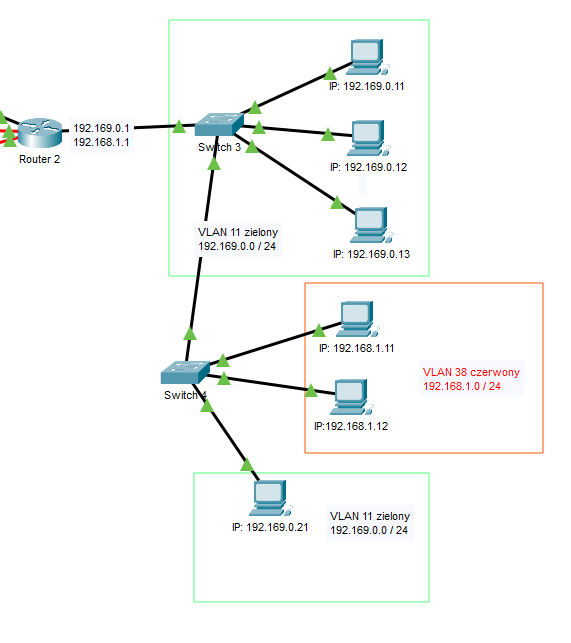 IP: 192.169.0.11
192.169.0.1
192.168.1.1
Router 2
Switch 3
IP: 192.169.0.12
VLAN 11 zielony
192.169.0.0 / 24
IP: 192.169.0.13
IP: 192.168.1.11
VLAN 38 czerwony
192.168.1.0 / 24
Switch 4
IP:192.168.1.12
IP: 192.169.0.21
VLAN 11 zielony
192.169.0.0 / 24